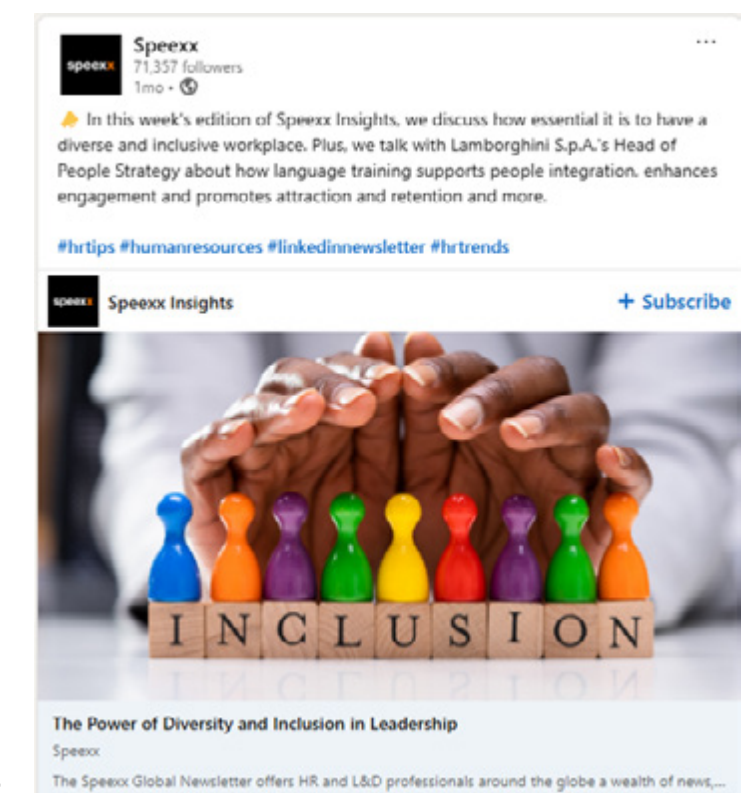 speexx
Speexx
71,357 followers
1mo •
In this week's edition of Speexx Insights, we discuss how essential it is to have a
diverse and inclusive workplace. Plus, we talk with Lamborghini S.p.A.'s Head of
People Strategy about how language training supports people integration, enhances
engagement and promotes attraction and retention and more.
#hrtips #humanresources #linkedinnewsletter #hrtrends
speexx
Speexx Insights
+ Subscribe
INCLUSION
The Power of Diversity and Inclusion in Leadership
Speexx
The Speexx Global Newsletter offers HR and L&D professionals around the globe a wealth of news,...